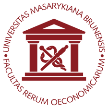 UNIVERSITAS MASARYKIANA BRUNENSIS
FACULTAS RERUM OECONOMICARUM